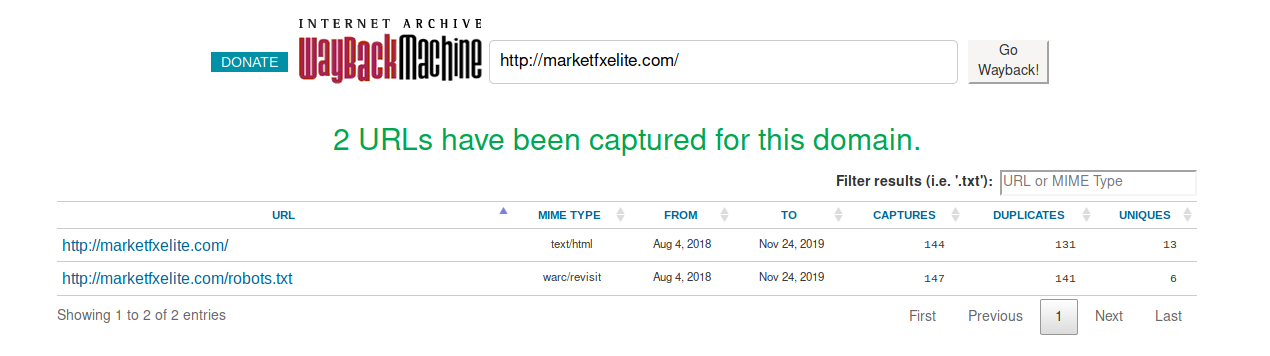 INTERNET ARCHIVE
DONATE
WayBackMachine
http://marketfxelite.com/
Go
Wayback!
2 URLs have been captured for this domain.
Filter results (i.e. '.txt'): URL or MIME Type
URL MIME TYPE FROM TO CAPTURES DUPLICATES UNIQUES
http://marketfxelite.com/ text/html Aug 4, 2018 Nov 24, 2019 144 131 13
http://marketfxelite.com/robots.txt warc/revisit Aug 4, 2018 Nov 24, 2019 147 141 6
Showing 1 to 2 of 2 entries First Previous 1 Next Last